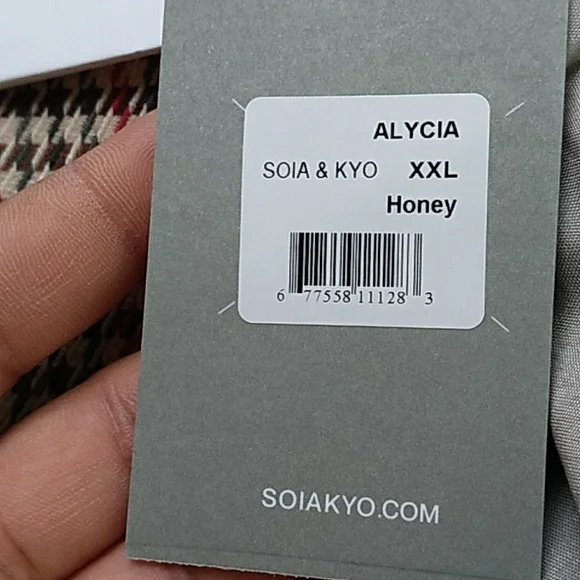 ALYCIA
SOIA & KYO XXL
Honey
6 77558 11128 3
SOIAKYO.COM